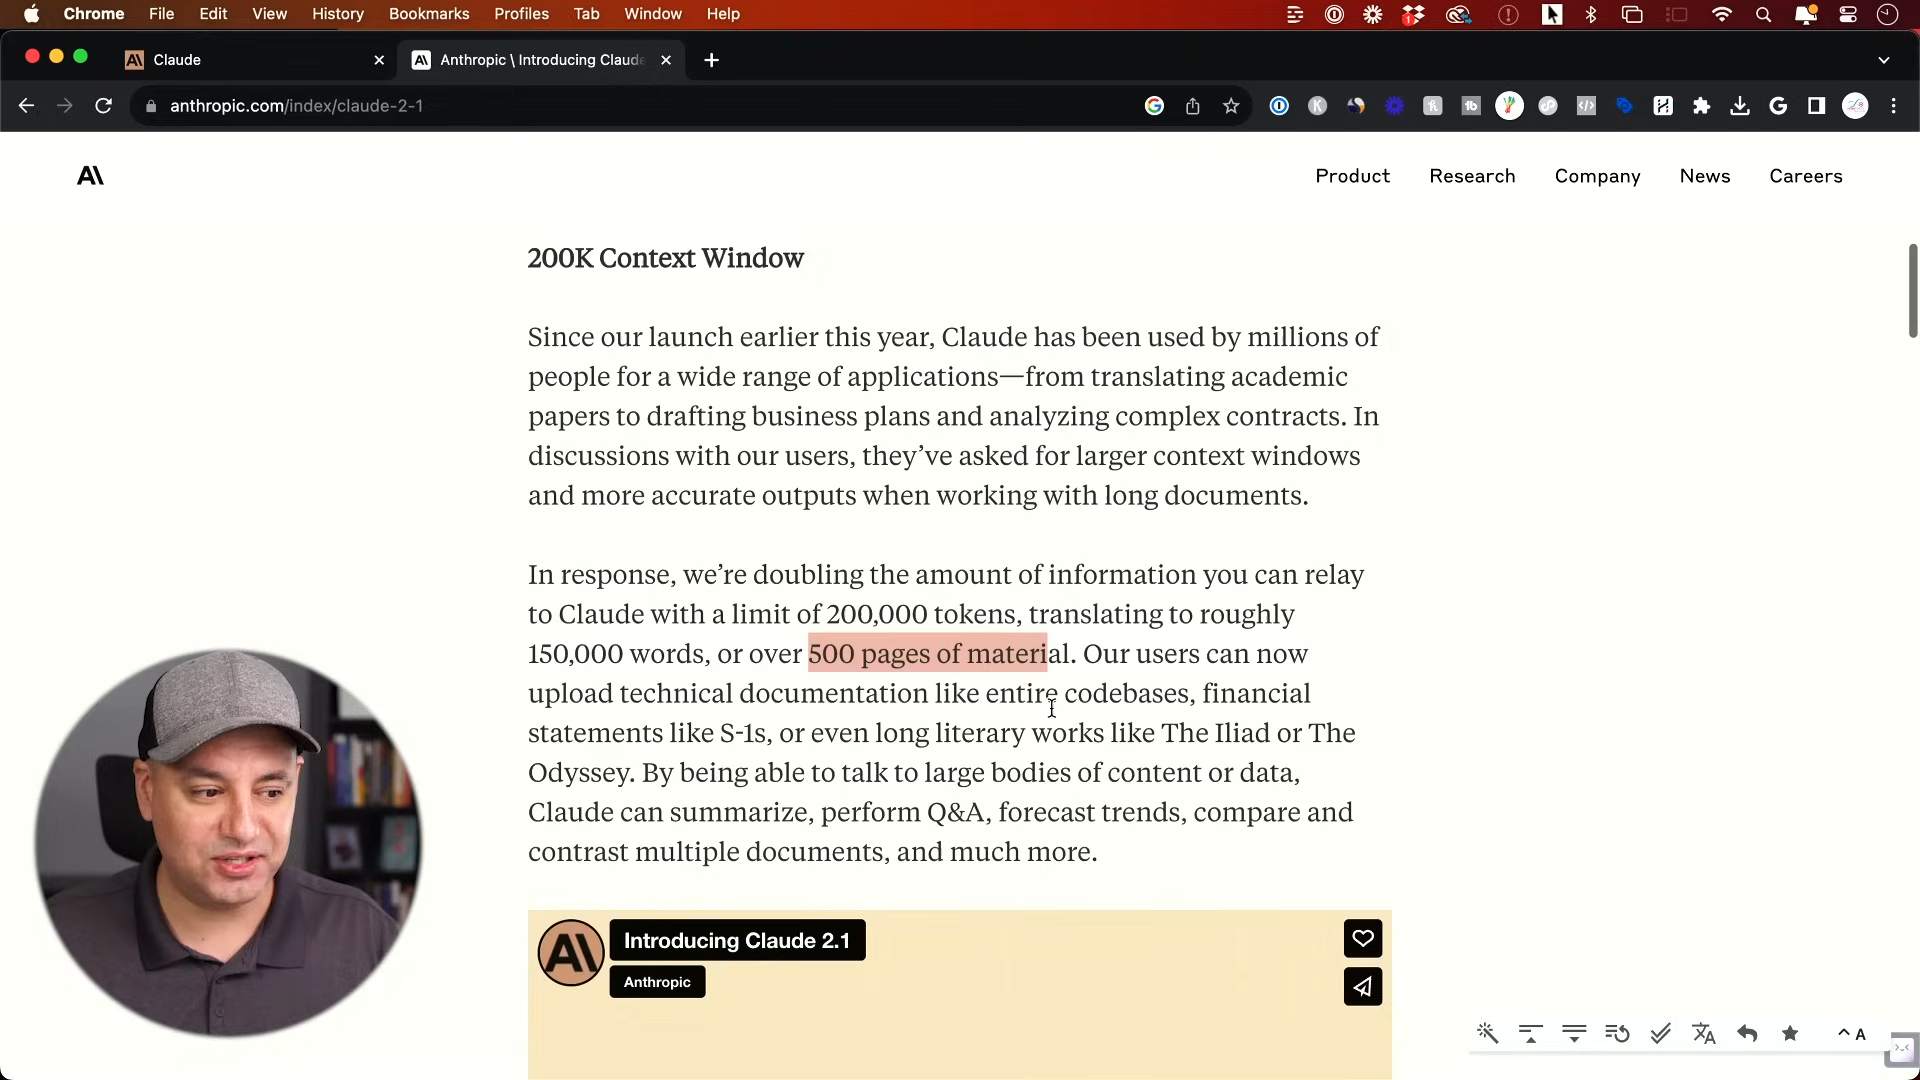 Chrome File Edit View History Bookmarks Profiles Tab Window Help
Claude
Anthropic \ Introducing Claude
anthropic.com/index/claude-2-1
Product Research Company News Careers
200K Context Window
Since our launch earlier this year, Claude has been used by millions of
people for a wide range of applications—from translating academic
papers to drafting business plans and analyzing complex contracts. In
discussions with our users, they’ve asked for larger context windows
and more accurate outputs when working with long documents.
In response, we’re doubling the amount of information you can relay
to Claude with a limit of 200,000 tokens, translating to roughly
150,000 words, or over 500 pages of material. Our users can now
upload technical documentation like entire codebases, financial
statements like S-1s, or even long literary works like The Iliad or The
Odyssey. By being able to talk to large bodies of content or data,
Claude can summarize, perform Q&A, forecast trends, compare and
contrast multiple documents, and much more.
Introducing Claude 2.1
Anthropic